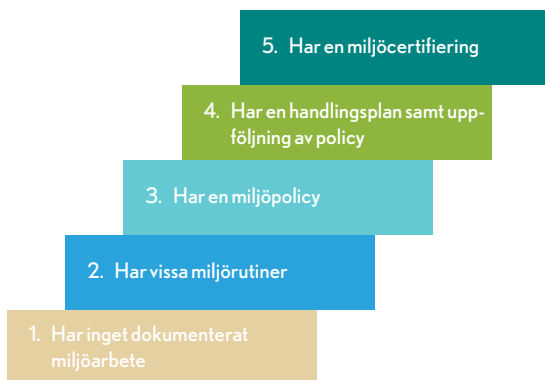 5. Har en miljöcertifiering
4. Har en handlingsplan samt upp-
följning av policy
3. Har en miljöpolicy
2. Har vissa miljörutiner
1. Har inget dokumenterat
miljöarbete